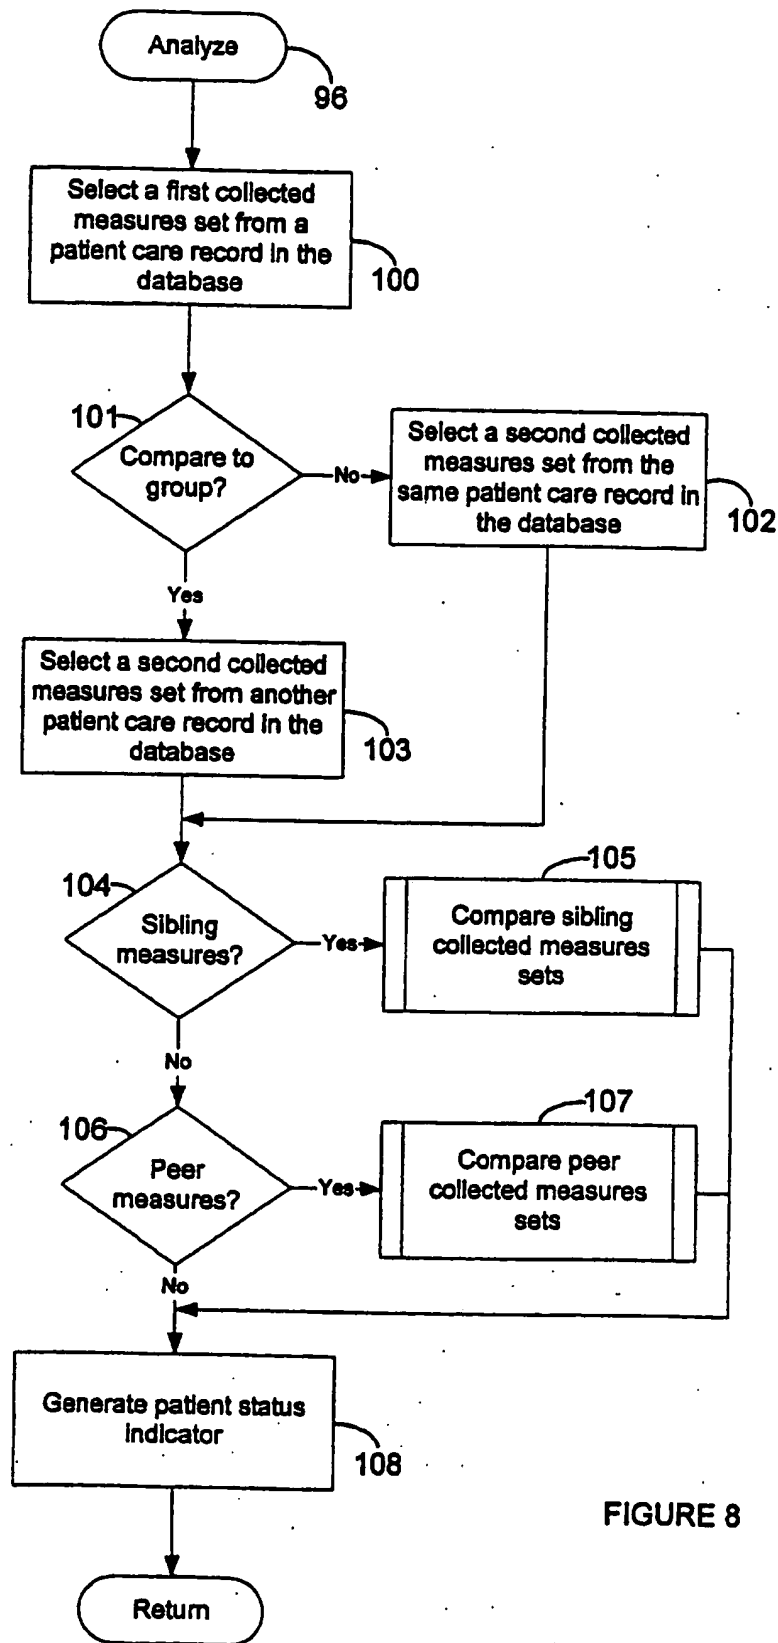 Analyze
96
Select a first collected
measures set from a
patient care record in the
database
100
101
Compare to
group?
No
Select a second collected
measures set from the
same patient care record in
the database
102
Yes
Select a second collected
measures set from another
patient care record in the
database
103
104
Sibling
measures?
Yes
105
Compare sibling
collected measures
sets
No
106
Peer
measures?
Yes
107
Compare peer
collected measures
sets
No
Generate patient status
indicator
108
FIGURE 8
Return